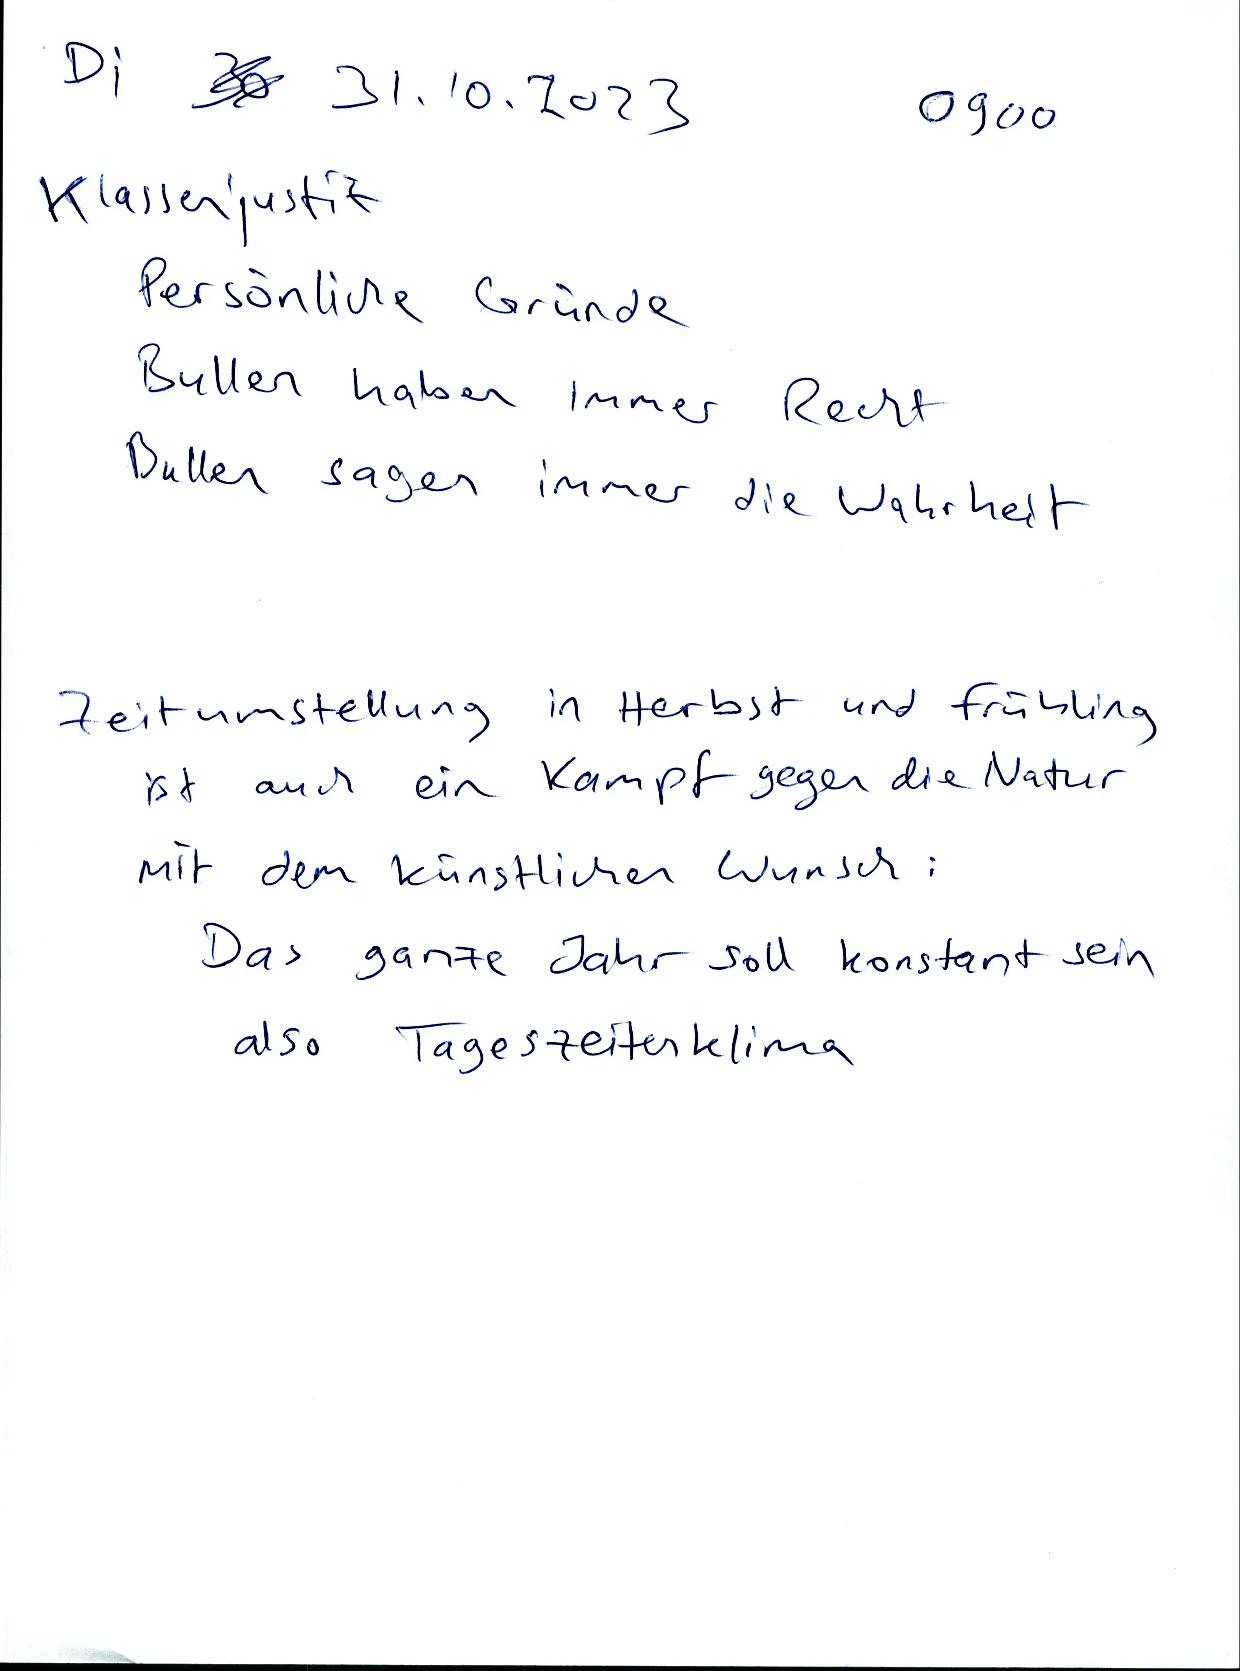 Di 31.10.2023 0900
Klassenjustiz
Persönliche Gründe
Bullen haben immer Recht
Bullen sagen immer die Wahrheit
Zeitumstellung in Herbst und Frühling
ist auch ein Kampf gegen die Natur
mit dem künstlichen Wunsch:
Das ganze Jahr soll konstant sein
also Tageszeitenklima